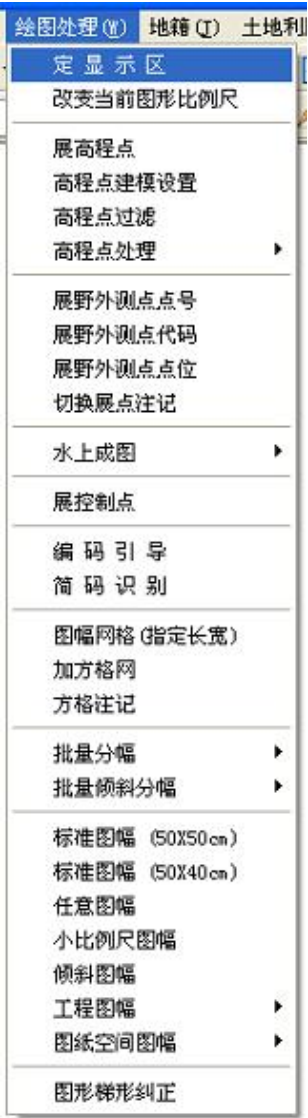 绘图处理(W) 地籍(J) 土地利
定 显 示 区
改变当前图形比例尺
展高程点
高程点建模设置
高程点过滤
高程点处理
展野外测点点号
展野外测点代码
展野外测点点位
切换展点注记
水上成图
展控制点
编 码 引 导
简 码 识 别
图幅网格(指定长宽)
加方格网
方格注记
批量分幅
批量倾斜分幅
标准图幅 (50X50cm)
标准图幅 (50X40cm)
任意图幅
小比例尺图幅
倾斜图幅
工程图幅
图纸空间图幅
图形梯形纠正